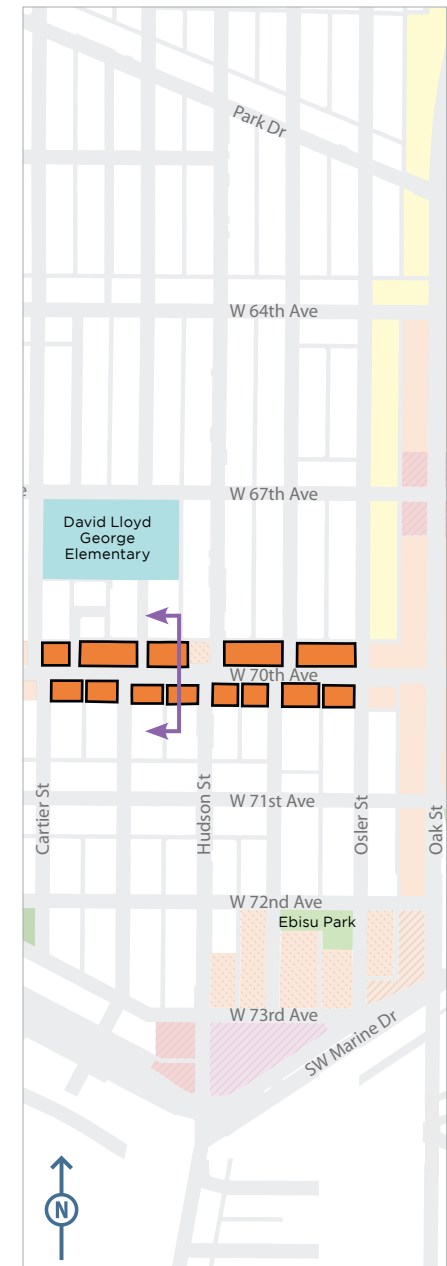 Park Dr
W 64th Ave
W 67th Ave
e
David Lloyd
George
Elementary
W 70th Ave
Cartier St
Hudson St
W 71st Ave
Osler St
Oak St
W 72nd Ave
Ebisu Park
W 73rd Ave
SW Marine Dr
N